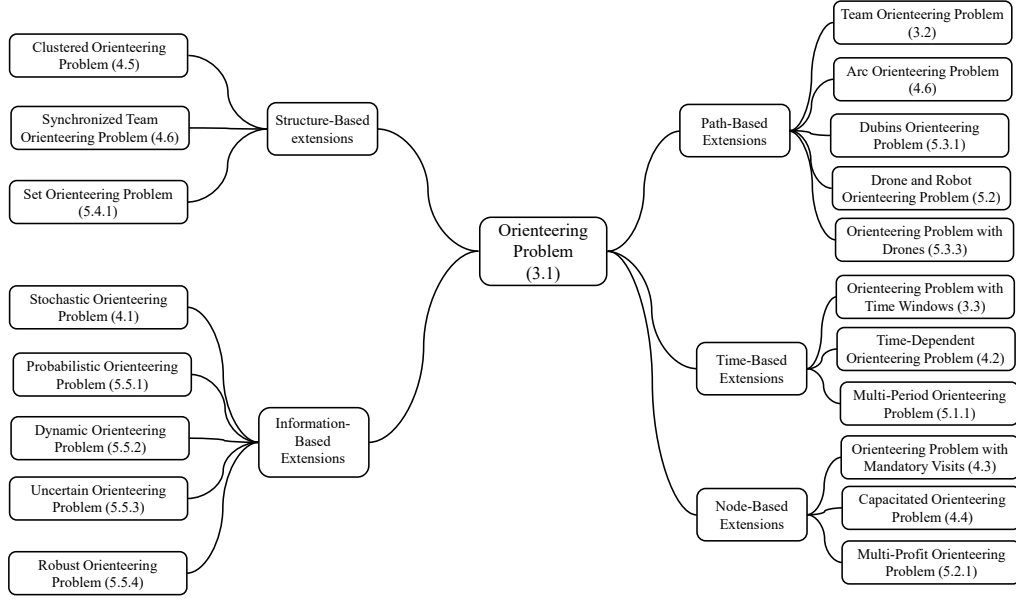 Clustered Orienteering
Problem (4.5)
Synchronized Team
Orienteering Problem (4.6)
Set Orienteering Problem
(5.4.1)
Structure-Based
extensions
Stochastic Orienteering
Problem (4.1)
Probabilistic Orienteering
Problem (5.5.1)
Dynamic Orienteering
Problem (5.5.2)
Uncertain Orienteering
Problem (5.5.3)
Robust Orienteering
Problem (5.5.4)
Information-
Based
Extensions
Orienteering
Problem
(3.1)
Path-Based
Extensions
Team Orienteering Problem
(3.2)
Arc Orienteering Problem
(4.6)
Dubins Orienteering
Problem (5.3.1)
Drone and Robot
Orienteering Problem (5.2)
Orienteering Problem with
Drones (5.3.3)
Time-Based
Extensions
Orienteering Problem with
Time Windows (3.3)
Time-Dependent
Orienteering Problem (4.2)
Multi-Period Orienteering
Problem (5.1.1)
Node-Based
Extensions
Orienteering Problem with
Mandatory Visits (4.3)
Capacitated Orienteering
Problem (4.4)
Multi-Profit Orienteering
Problem (5.2.1)